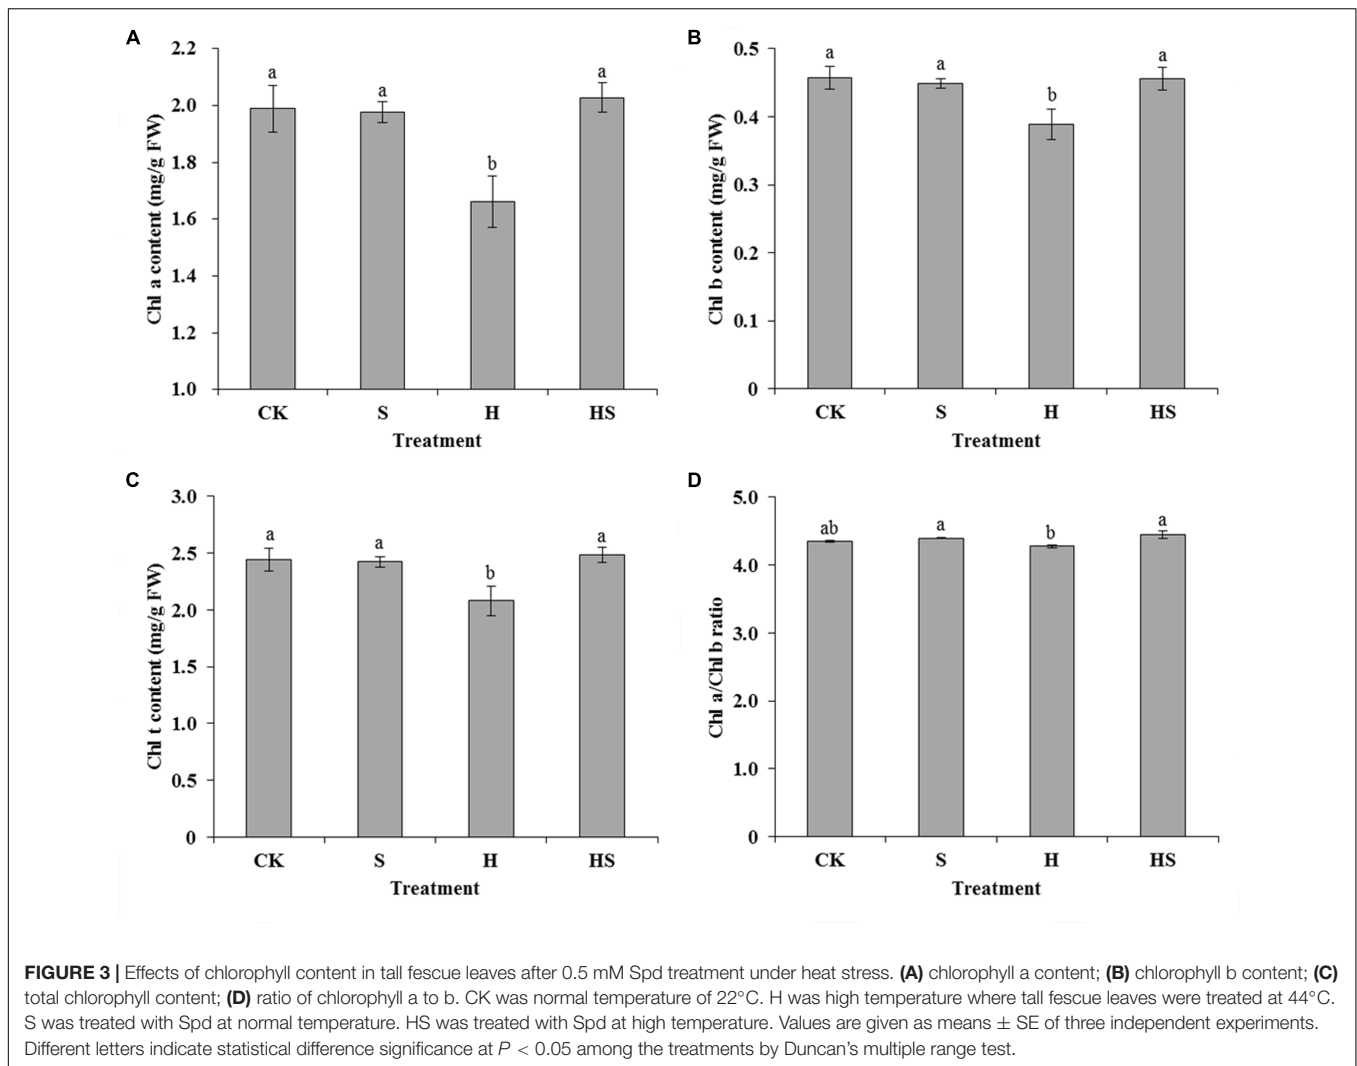 A
2.2
2.0
1.8
1.6
1.4
1.2
1.0
Chl a content (mg/g FW)
a
a
b
a
CK S H HS
Treatment
B
0.5
0.4
0.3
0.2
0.1
0
Chl b content (mg/g FW)
a
a
b
a
CK S H HS
Treatment
C
3.0
2.5
2.0
1.5
1.0
0.5
0
Chl t content (mg/g FW)
a
a
b
a
CK S H HS
Treatment
D
5.0
4.0
3.0
2.0
1.0
0
Chl a/Chl b ratio
ab
a
b
a
CK S H HS
Treatment
FIGURE 3 | Effects of chlorophyll content in tall fescue leaves after 0.5 mM Spd treatment under heat stress. (A) chlorophyll a content; (B) chlorophyll b content; (C)
total chlorophyll content; (D) ratio of chlorophyll a to b. CK was normal temperature of 22°C. H was high temperature where tall fescue leaves were treated at 44°C.
S was treated with Spd at normal temperature. HS was treated with Spd at high temperature. Values are given as means ± SE of three independent experiments.
Different letters indicate statistical difference significance at P < 0.05 among the treatments by Duncan's multiple range test.